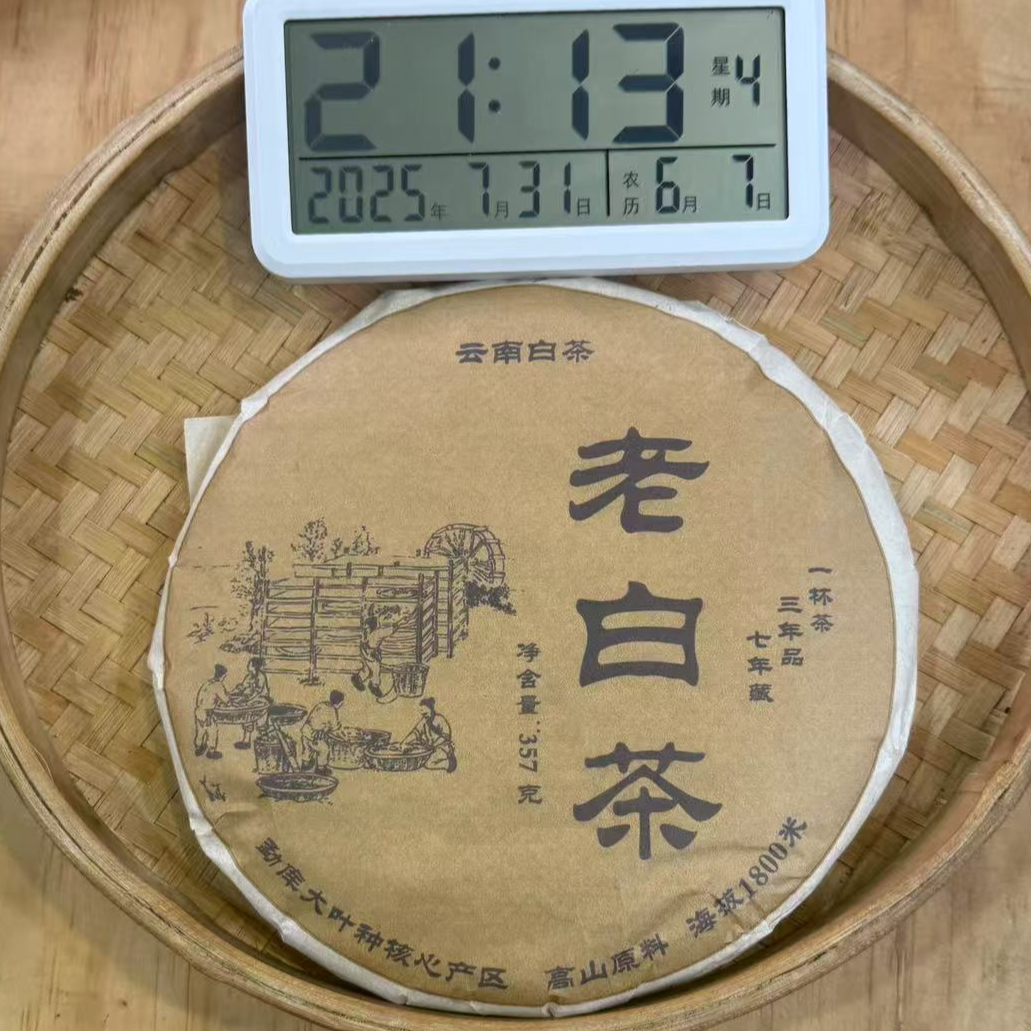 21:13 星期4
2025年 7月31日 农历 6月 7日
云南白茶
老白茶
一杯茶
三年品
七年藏
净含量:357克
勐库大叶种核心产区 高山原料 海拔1800米